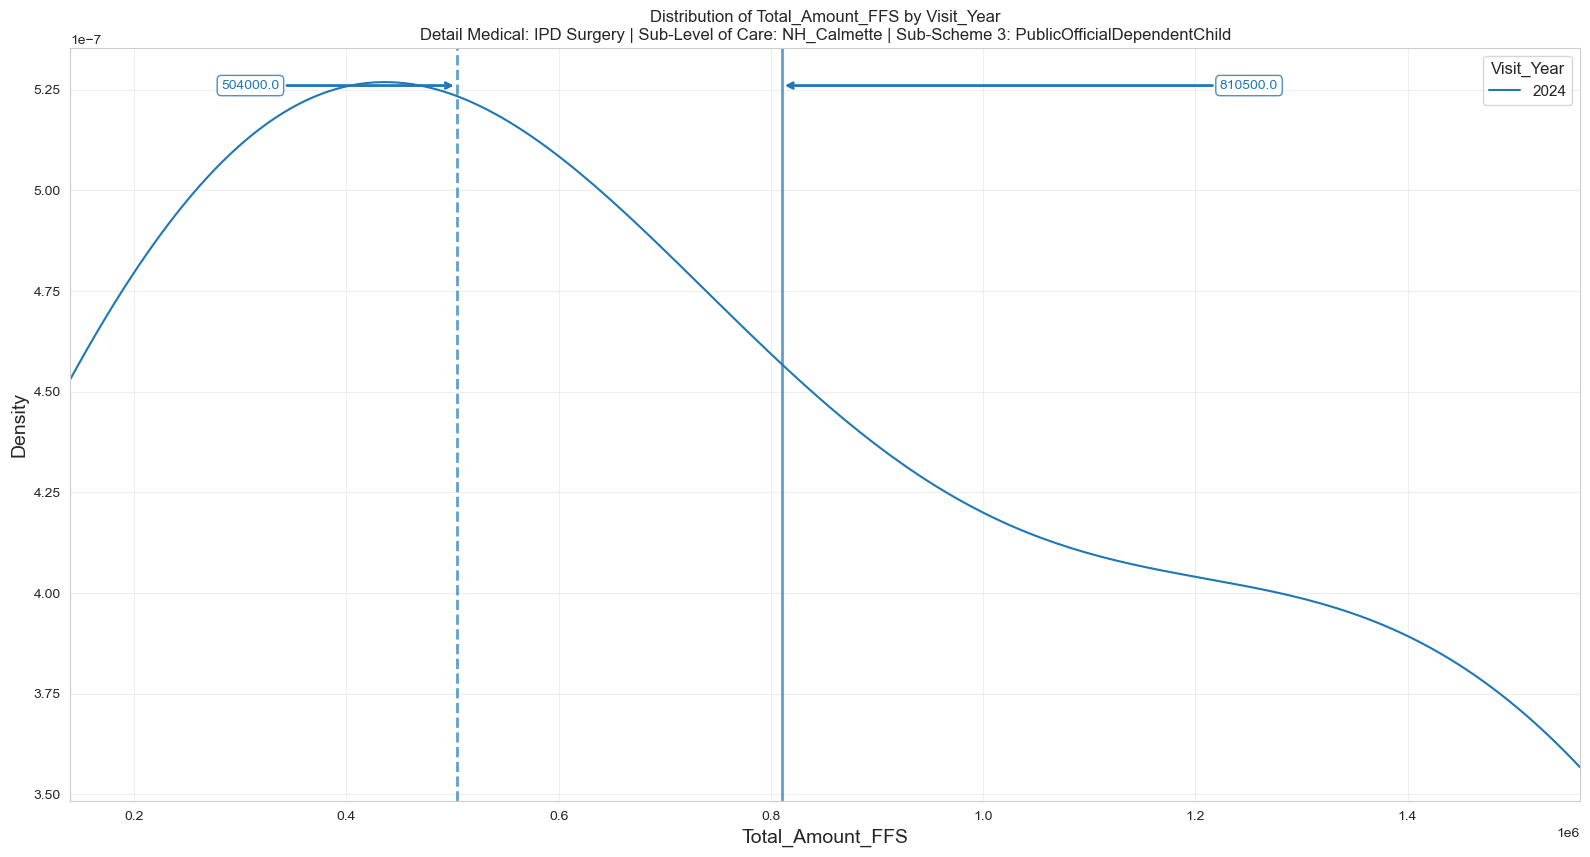 Distribution of Total_Amount_FFS by Visit_Year
Detail Medical: IPD Surgery | Sub-Level of Care: NH_Calmette | Sub-Scheme 3: PublicOfficialDependentChild
1e−7
5.25
5.00
4.75
4.50
4.25
4.00
3.75
3.50
Density
504000.0
810500.0
Visit_Year
2024
0.2
0.4
0.6
0.8
1.0
1.2
1.4
1e6
Total_Amount_FFS